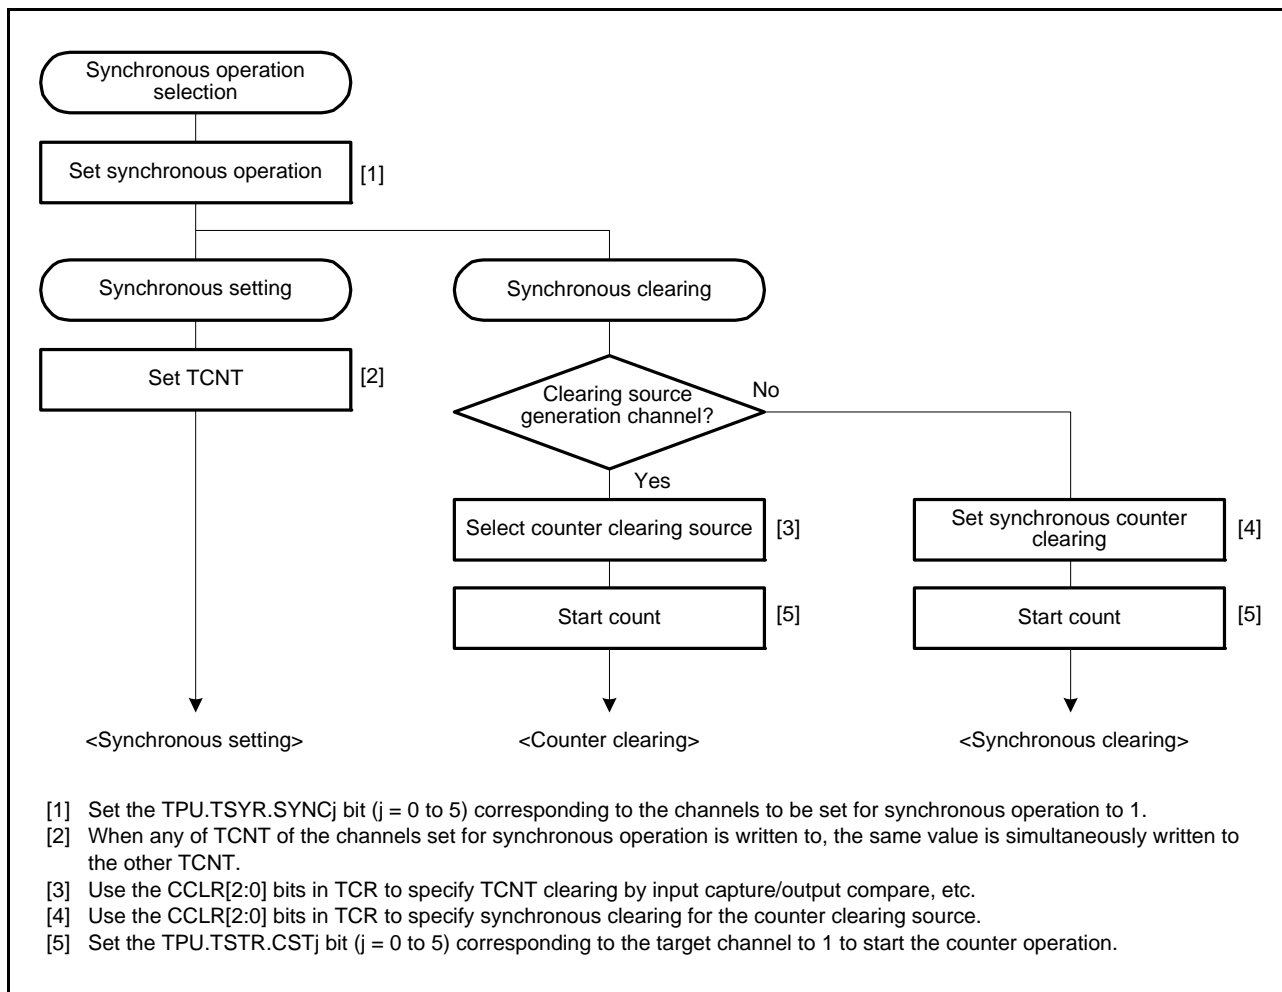 Synchronous operation
selection
Set synchronous operation
[1]
Synchronous setting
Synchronous clearing
Set TCNT
[2]
Clearing source
generation channel?
No
Yes
Select counter clearing source
[3]
Set synchronous counter
clearing
[4]
Start count
[5]
Start count
[5]
<Synchronous setting>
<Counter clearing>
<Synchronous clearing>
[1] Set the TPU.TSYR.SYNCj bit (j = 0 to 5) corresponding to the channels to be set for synchronous operation to 1.
[2] When any of TCNT of the channels set for synchronous operation is written to, the same value is simultaneously written to
the other TCNT.
[3] Use the CCLR[2:0] bits in TCR to specify TCNT clearing by input capture/output compare, etc.
[4] Use the CCLR[2:0] bits in TCR to specify synchronous clearing for the counter clearing source.
[5] Set the TPU.TSTR.CSTj bit (j = 0 to 5) corresponding to the target channel to 1 to start the counter operation.